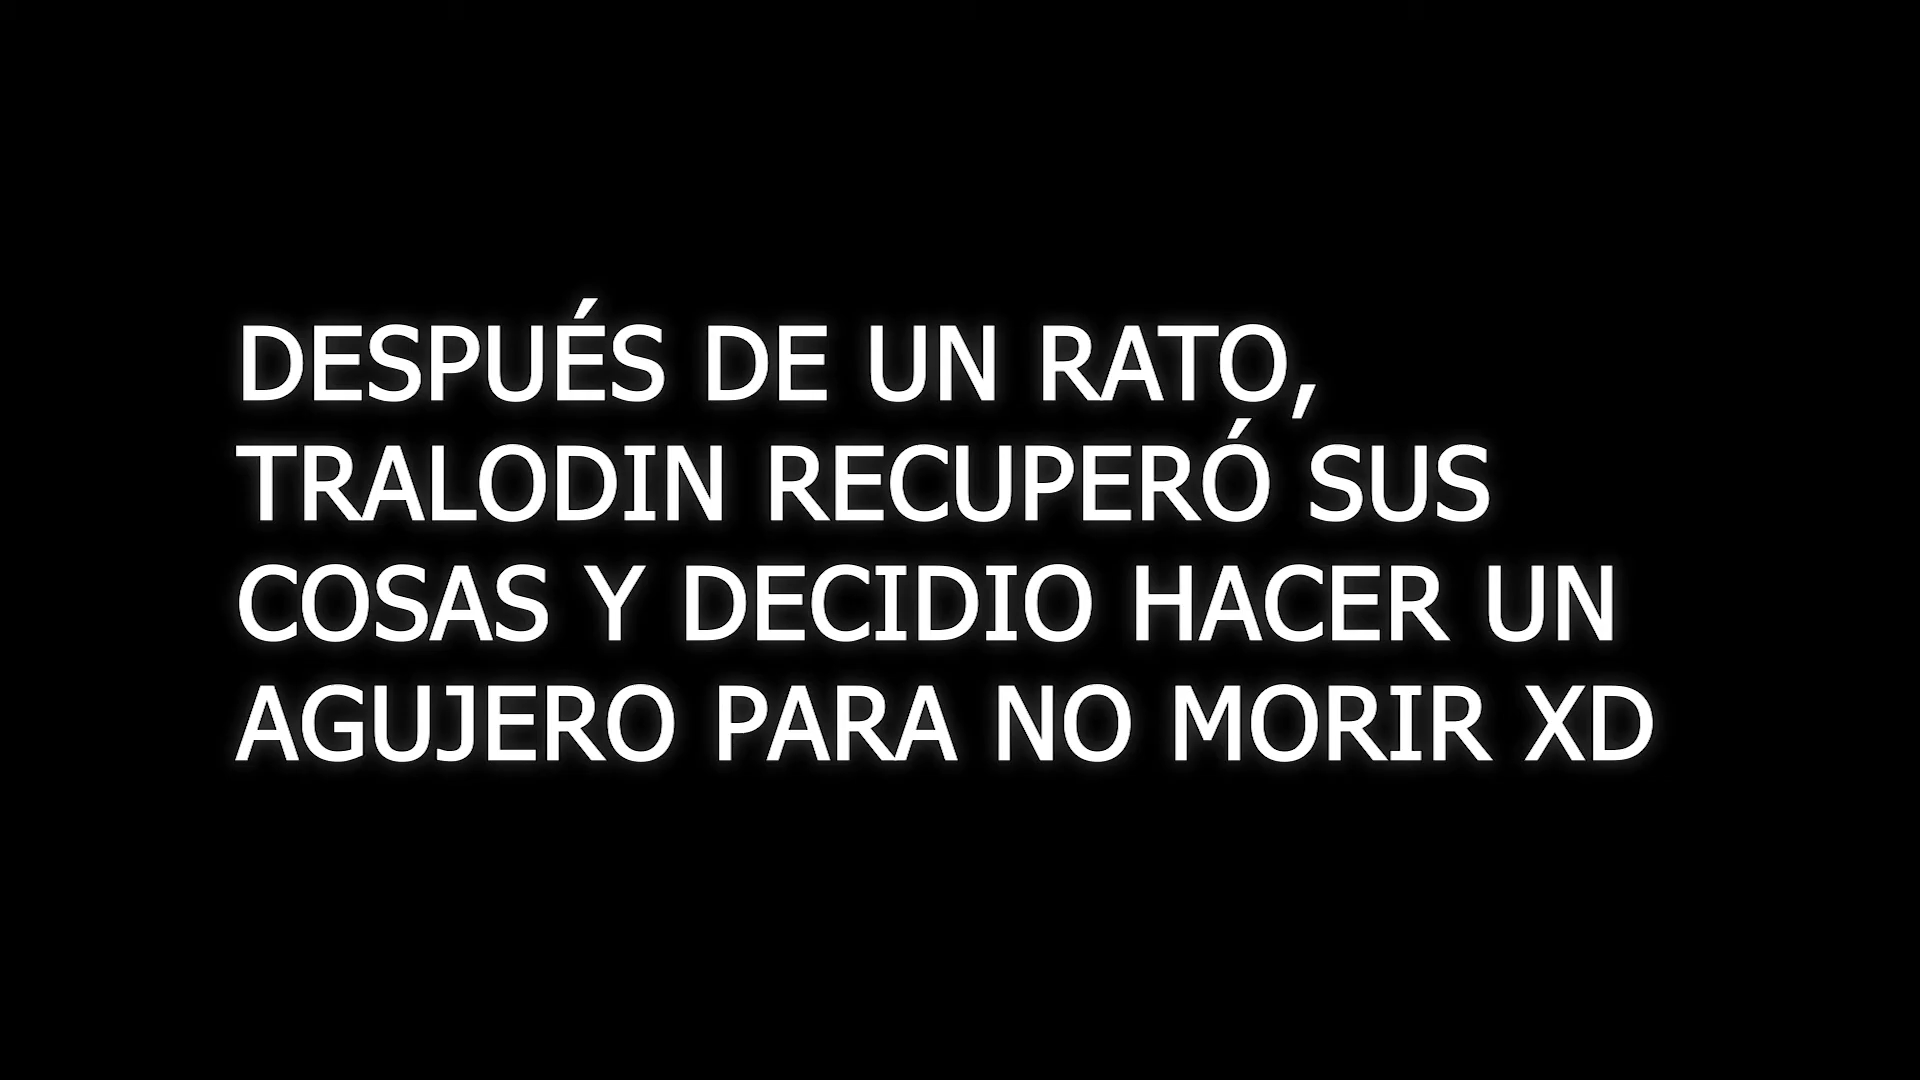 DESPUÉS DE UN RATO,
TRALODIN RECUPERÓ SUS
COSAS Y DECIDIO HACER UN
AGUJERO PARA NO MORIR XD